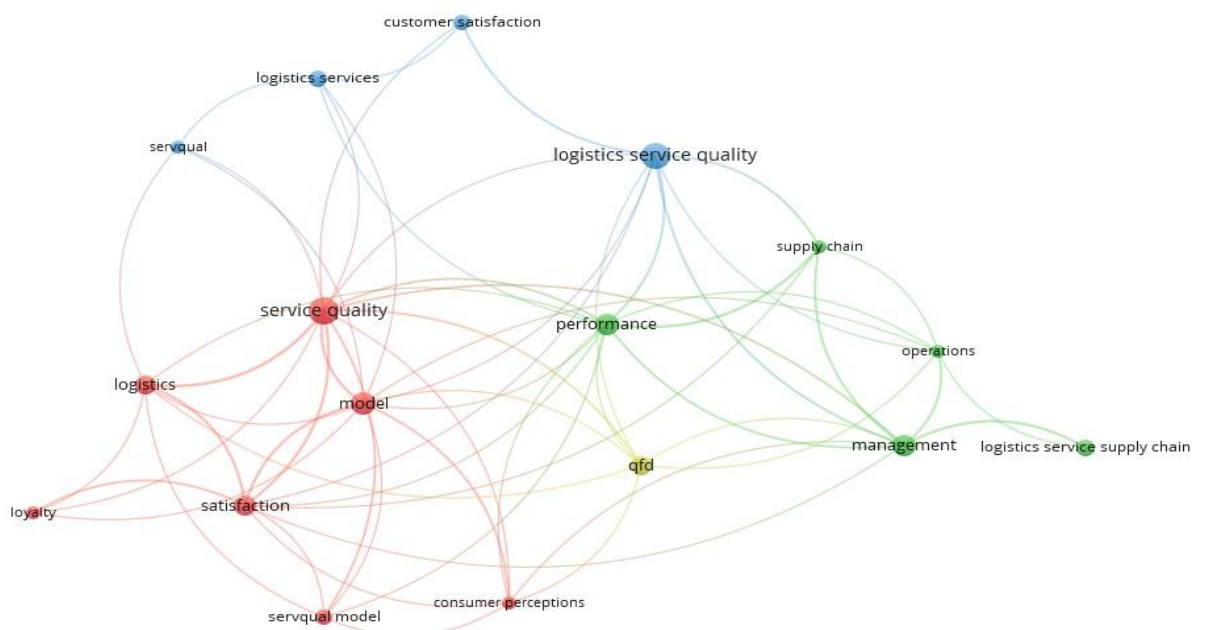 customer satisfaction
logistics services
servqual
logistics service quality
supply chain
service quality
performance
operations
logistics
model
management
logistics service supply chain
qfd
satisfaction
loyalty
consumer perceptions
servqual model